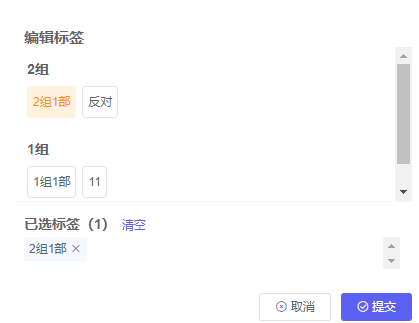 编辑标签
2组
2组1部 反对
1组
1组1部 11
已选标签（1） 清空
2组1部
取消 提交